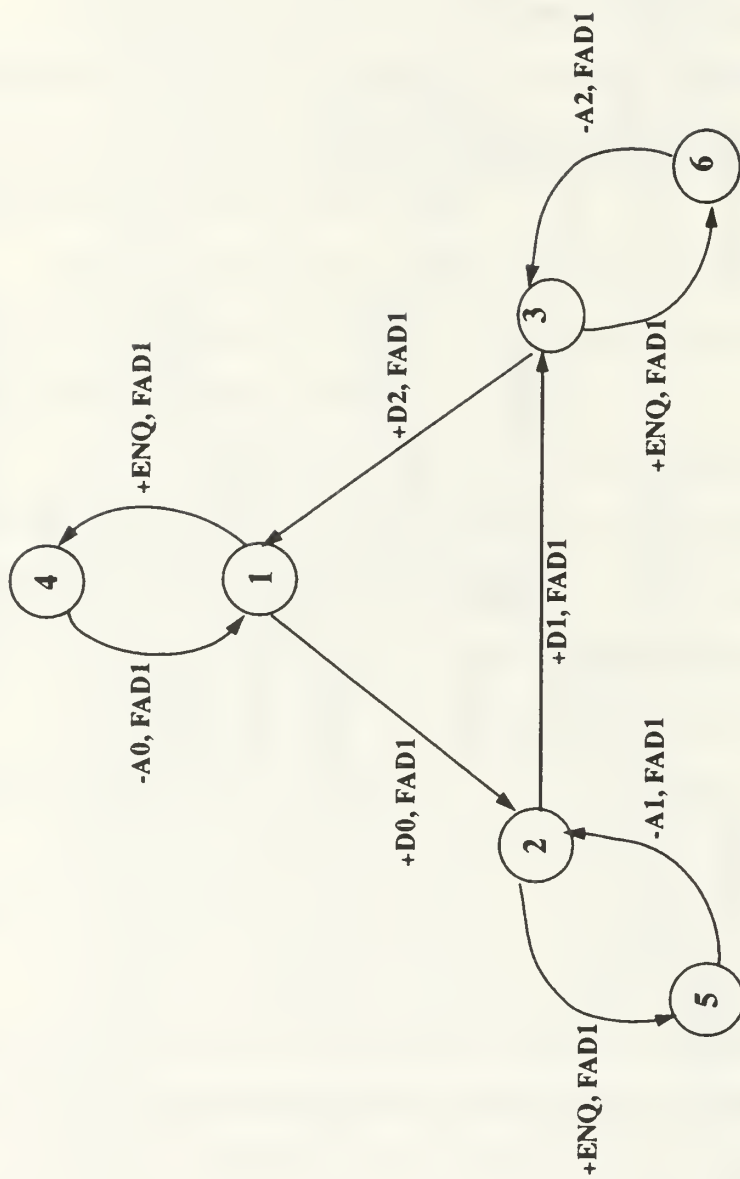 4
+ENQ, FAD1
-A0, FAD1
1
+D2, FAD1
+D0, FAD1
-A2, FAD1
3
6
+ENQ, FAD1
+D1, FAD1
2
-A1, FAD1
5
+ENQ, FAD1